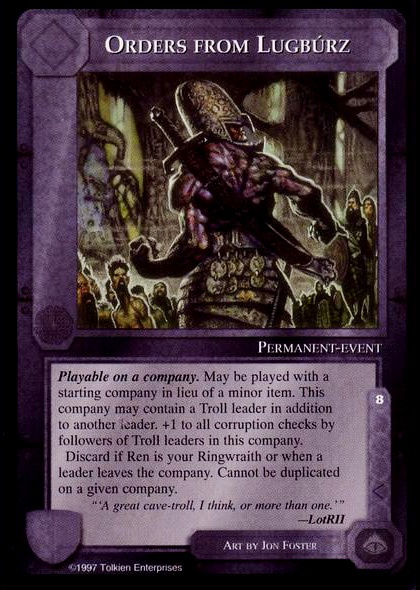 ORDERS FROM LUGBÚRZ
PERMANENT-EVENT
Playable on a company. May be played with a
starting company in lieu of a minor item. This
company may contain a Troll leader in addition
to another leader. +1 to all corruption checks by
followers of Troll leaders in this company.
Discard if Ren is your Ringwraith or when a
leader leaves the company. Cannot be duplicated
on a given company.
8
"‘A great cave-troll, I think, or more than one.’"
—LotRII
ART BY JON FOSTER
©1997 Tolkien Enterprises